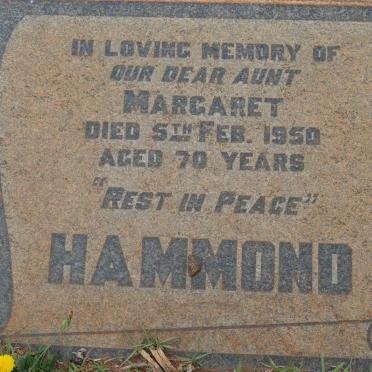 IN LOVING MEMORY OF
OUR DEAR AUNT
MARGARET
DIED 5TH FEB. 1950
AGED 70 YEARS
"REST IN PEACE"
HAMMOND